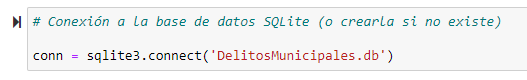 # Conexión a la base de datos SQLite (o crearla si no existe)
conn = sqlite3.connect('DelitosMunicipales.db')